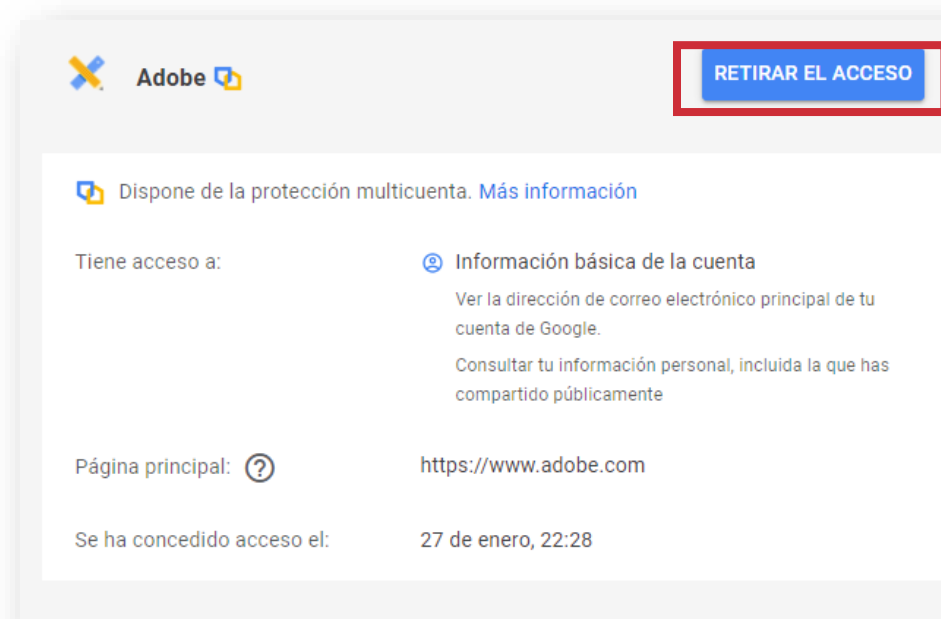 Adobe
RETIRAR EL ACCESO
Dispone de la protección multicuenta. Más información
Tiene acceso a:
Información básica de la cuenta
Ver la dirección de correo electrónico principal de tu
cuenta de Google.
Consultar tu información personal, incluida la que has
compartido públicamente
Página principal:
https://www.adobe.com
Se ha concedido acceso el:
27 de enero, 22:28